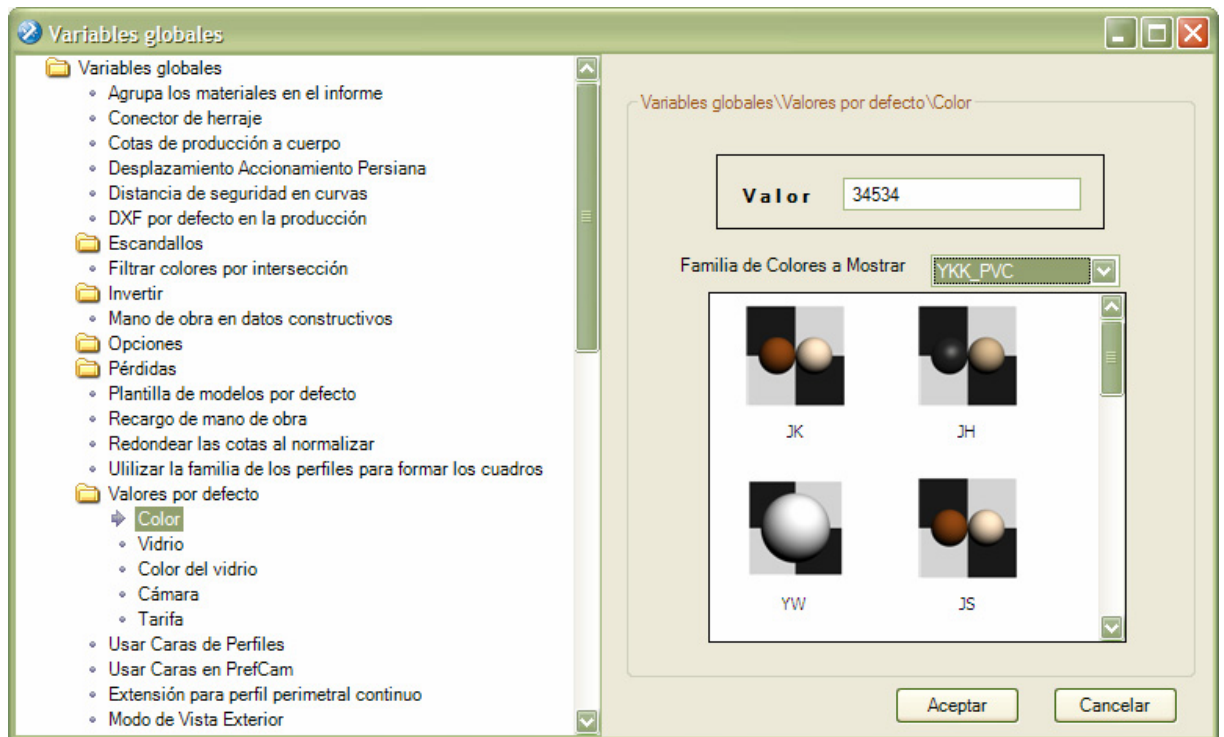 Variables globales
Variables globales
Agrupa los materiales en el informe
Conector de herraje
Cotas de producción a cuerpo
Desplazamiento Accionamiento Persiana
Distancia de seguridad en curvas
DXF por defecto en la producción
Escandallos
Filtrar colores por intersección
Invertir
Mano de obra en datos constructivos
Opciones
Pérdidas
Plantilla de modelos por defecto
Recargo de mano de obra
Redondear las cotas al normalizar
Ulilizar la familia de los perfiles para formar los cuadros
Valores por defecto
Color
Vidrio
Color del vidrio
Cámara
Tarifa
Usar Caras de Perfiles
Usar Caras en PrefCam
Extensión para perfil perimetral continuo
Modo de Vista Exterior
Variables globales\Valores por defecto\Color
Valor 34534
Familia de Colores a Mostrar YKK_PVC
JK JH
YW JS
Aceptar Cancelar